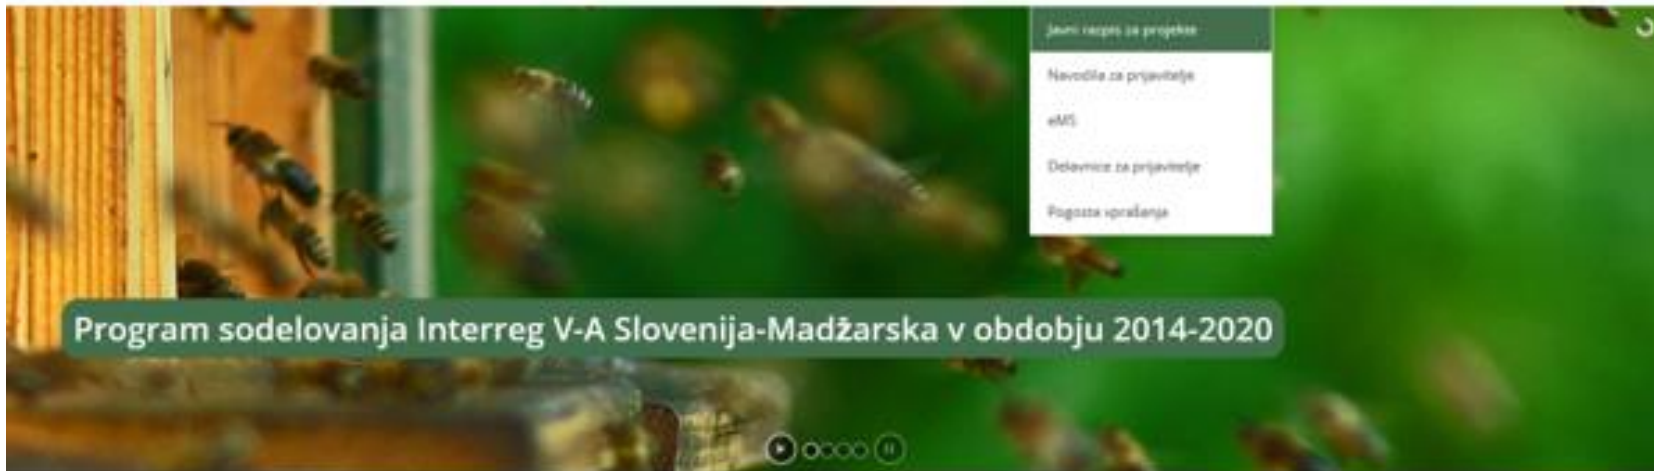 Javni razpis za projekte
Navodila za prijavitelje
eMS
Delavnice za prijavitelje
Pogosta vprašanja
Program sodelovanja Interreg V-A Slovenija-Madžarska v obdobju 2014-2020